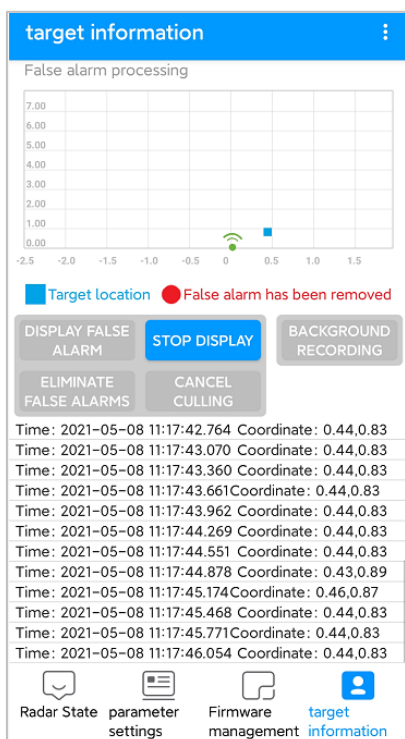 target information
False alarm processing
7.00
6.00
5.00
4.00
3.00
2.00
1.00
0.00
-2.5 -2.0 -1.5 -1.0 -0.5 0 0.5 1.0 1.5
Target location False alarm has been removed
DISPLAY FALSE
ALARM
STOP DISPLAY
BACKGROUND
RECORDING
ELIMINATE
FALSE ALARMS
CANCEL
CULLING
Time: 2021-05-08 11:17:42.764 Coordinate: 0.44,0.83
Time: 2021-05-08 11:17:43.070 Coordinate: 0.44,0.83
Time: 2021-05-08 11:17:43.360 Coordinate: 0.44,0.83
Time: 2021-05-08 11:17:43.661Coordinate: 0.44,0.83
Time: 2021-05-08 11:17:43.962 Coordinate: 0.44,0.83
Time: 2021-05-08 11:17:44.269 Coordinate: 0.44,0.83
Time: 2021-05-08 11:17:44.551 Coordinate: 0.44,0.83
Time: 2021-05-08 11:17:44.878 Coordinate: 0.43,0.89
Time: 2021-05-08 11:17:45.174Coordinate: 0.46,0.87
Time: 2021-05-08 11:17:45.468 Coordinate: 0.44,0.83
Time: 2021-05-08 11:17:45.771Coordinate: 0.44,0.83
Time: 2021-05-08 11:17:46.054 Coordinate: 0.44,0.83
Radar State
parameter
settings
Firmware
management
target
information